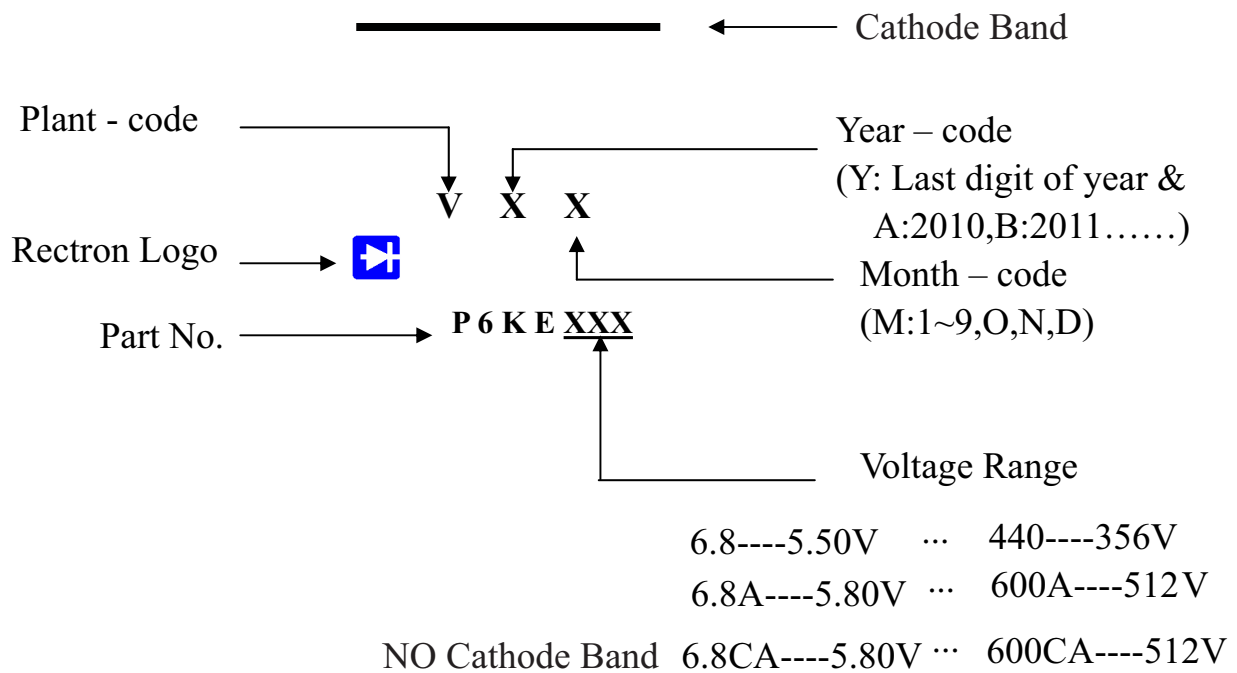 Cathode Band
Plant - code
Year – code
(Y: Last digit of year &
A:2010,B:2011……)
V X X
Rectron Logo
Month – code
(M:1~9,O,N,D)
Part No.
P 6 K E XXX
Voltage Range
6.8----5.50V ... 440----356V
6.8A----5.80V ... 600A----512V
NO Cathode Band 6.8CA----5.80V ... 600CA----512V